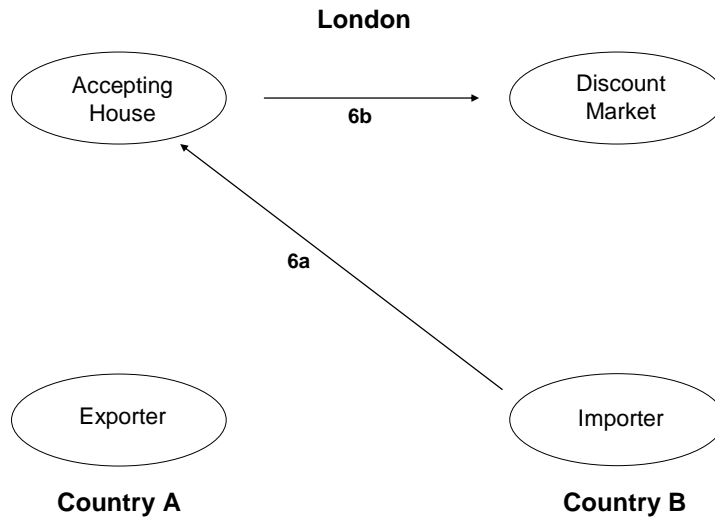 London
Accepting
House
Discount
Market
6b
6a
Exporter
Importer
Country A
Country B